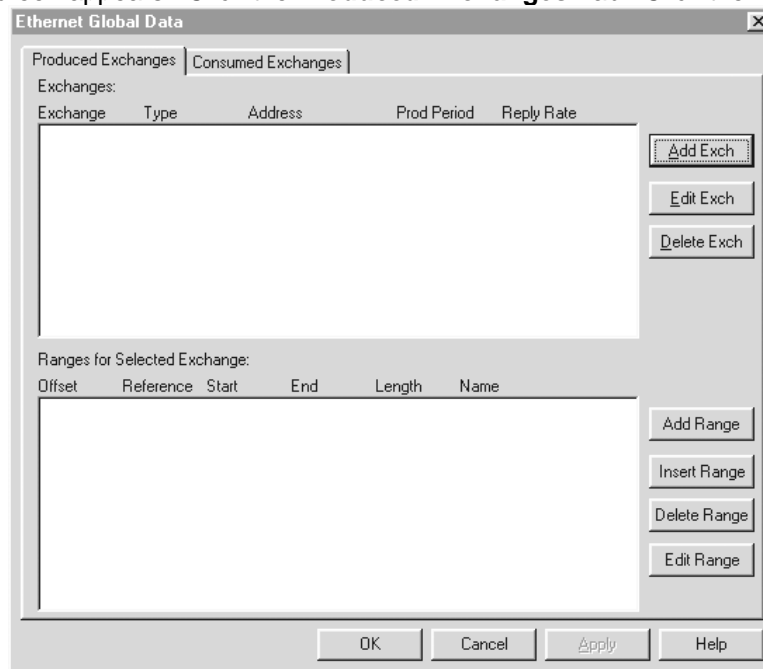 Ethernet Global Data
Produced Exchanges Consumed Exchanges
Exchanges:
Exchange Type Address Prod Period Reply Rate
Add Exch
Edit Exch
Delete Exch
Ranges for Selected Exchange:
Offset Reference Start End Length Name
Add Range
Insert Range
Delete Range
Edit Range
OK Cancel Apply Help